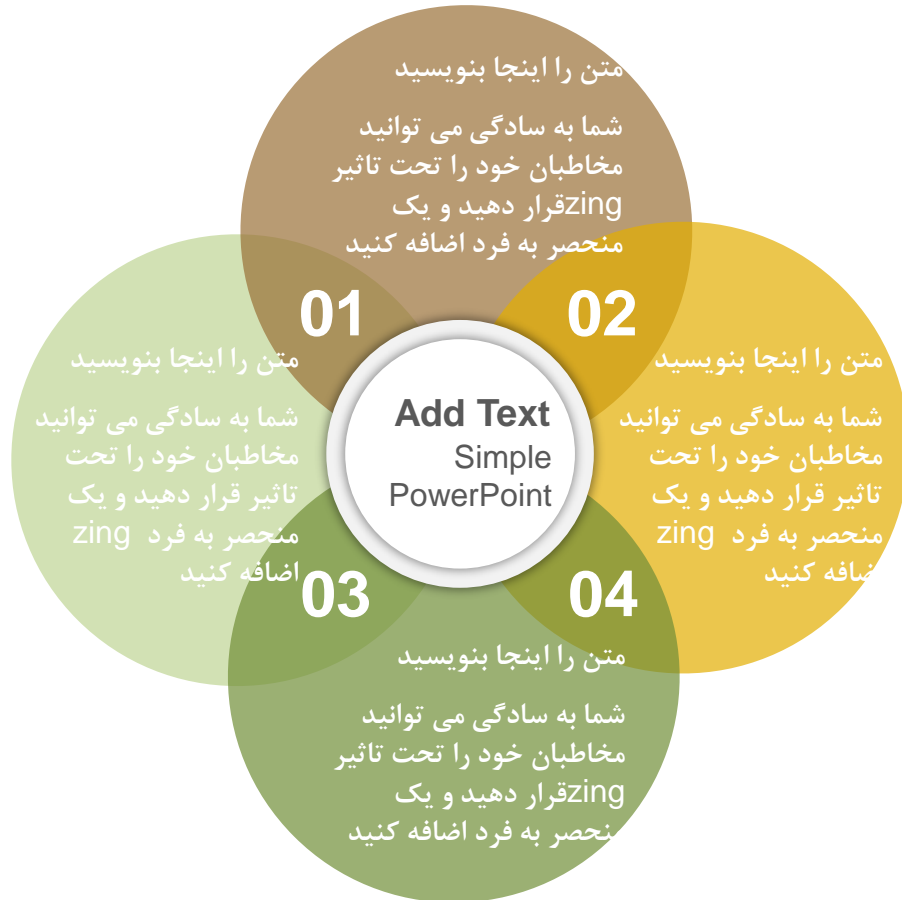 متن را اینجا بنویسید
شما به سادگی می توانید
مخاطبان خود را تحت تاثیر
zingقرار دهید و یک
منحصر به فرد اضافه کنید
01
02
متن را اینجا بنویسید
شما به سادگی می توانید
مخاطبان خود را تحت
تاثیر قرار دهید و یک
منحصر به فرد zing
اضافه کنید
Add Text
Simple
PowerPoint
متن را اینجا بنویسید
شما به سادگی می توانید
مخاطبان خود را تحت
تاثیر قرار دهید و یک
منحصر به فرد zing
اضافه کنید
03
04
متن را اینجا بنویسید
شما به سادگی می توانید
مخاطبان خود را تحت تاثیر
zingقرار دهید و یک
منحصر به فرد اضافه کنید